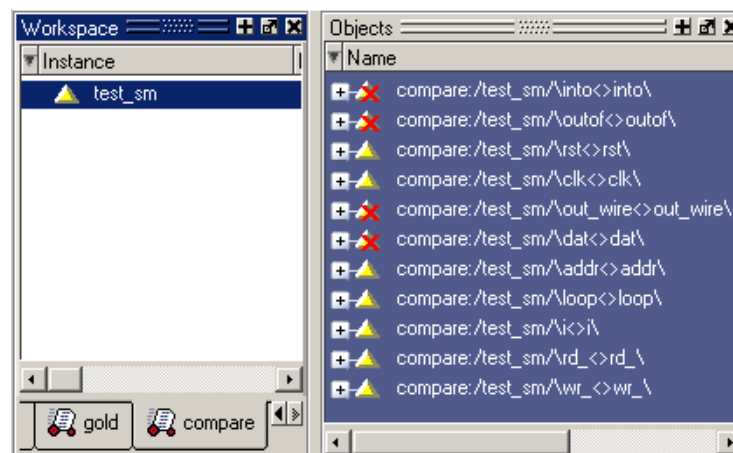 Workspace
Instance
test_sm
gold
compare
Objects
Name
compare:/test_sm/\into<>into\
compare:/test_sm/\outof<>outof\
compare:/test_sm/\rst<>rst\
compare:/test_sm/\clk<>clk\
compare:/test_sm/\out_wire<>out_wire\
compare:/test_sm/\dat<>dat\
compare:/test_sm/\addr<>addr\
compare:/test_sm/\loop<>loop\
compare:/test_sm/\i<>i\
compare:/test_sm/\rd_<>rd_\
compare:/test_sm/\wr_<>wr_\